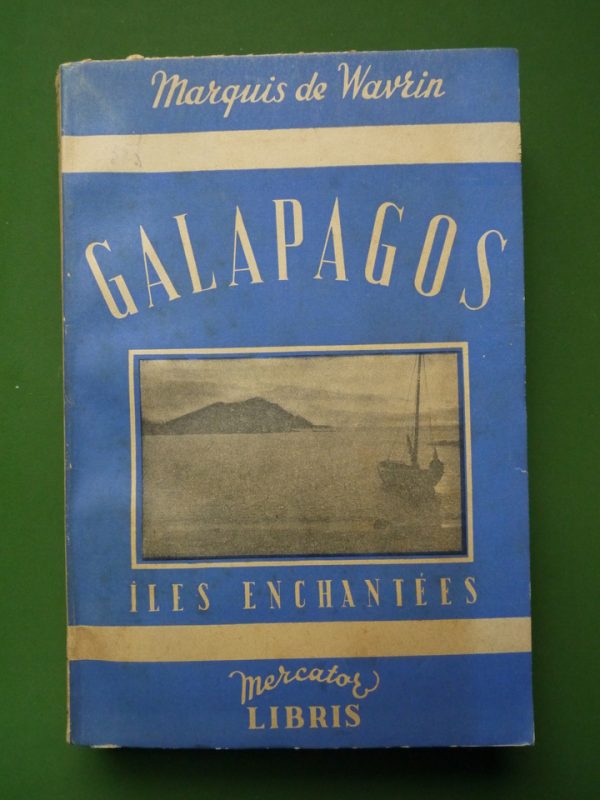 Marquis de Wavrin
GALAPAGOS
ÎLES ENCHANTÉES
Mercator
LIBRIS